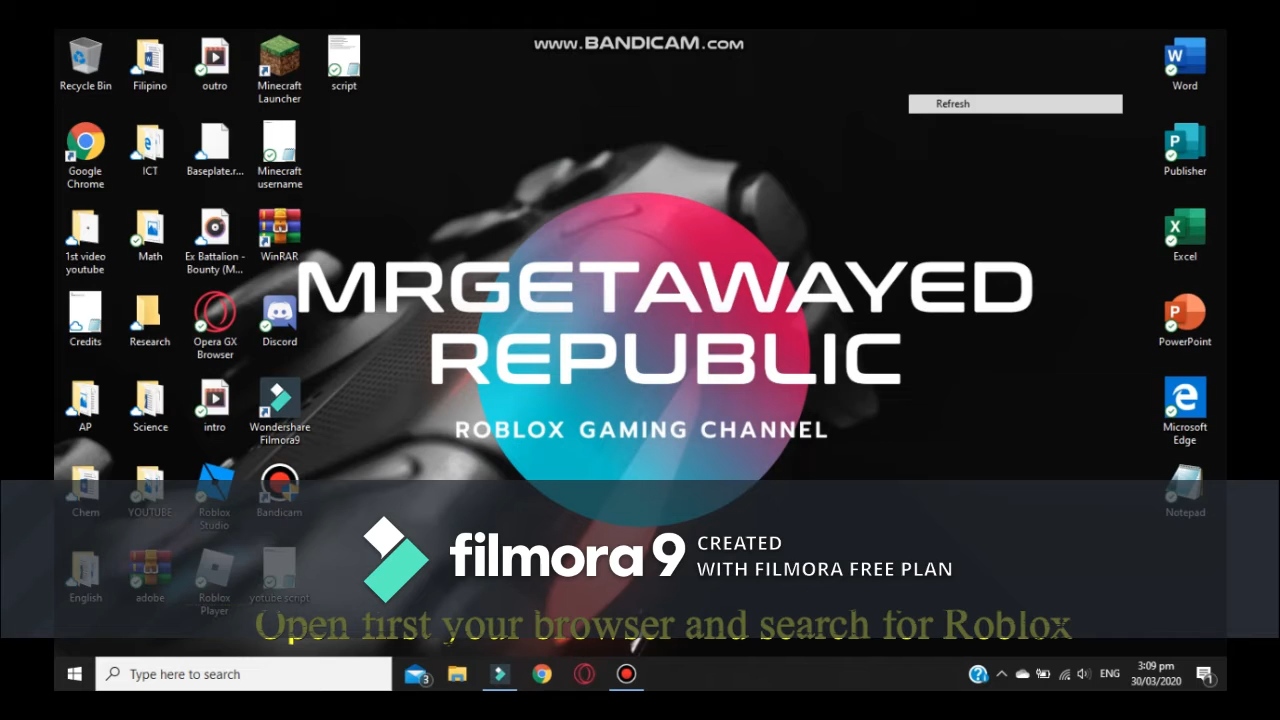 www.BANDICAM.com
Recycle Bin
Filipino
outro
Minecraft
Launcher
script
Word
Refresh
Google
Chrome
ICT
Baseplate.r...
Minecraft
username
Publisher
1st video
youtube
Math
Ex Battalion -
Bounty (M...
WinRAR
Excel
MRGETAWAYED
REPUBLIC
ROBLOX GAMING CHANNEL
Credits
Research
Opera GX
Browser
Discord
PowerPoint
AP
Science
intro
Wondershare
Filmora9
Microsoft
Edge
Chem
YOUTUBE
Roblox
Studio
Bandicam
Notepad
filmora9
CREATED
WITH FILMORA FREE PLAN
English
adobe
Roblox
Player
yotube script
Open first your browser and search for Roblox
Type here to search
3
ENG
3:09 pm
30/03/2020
1